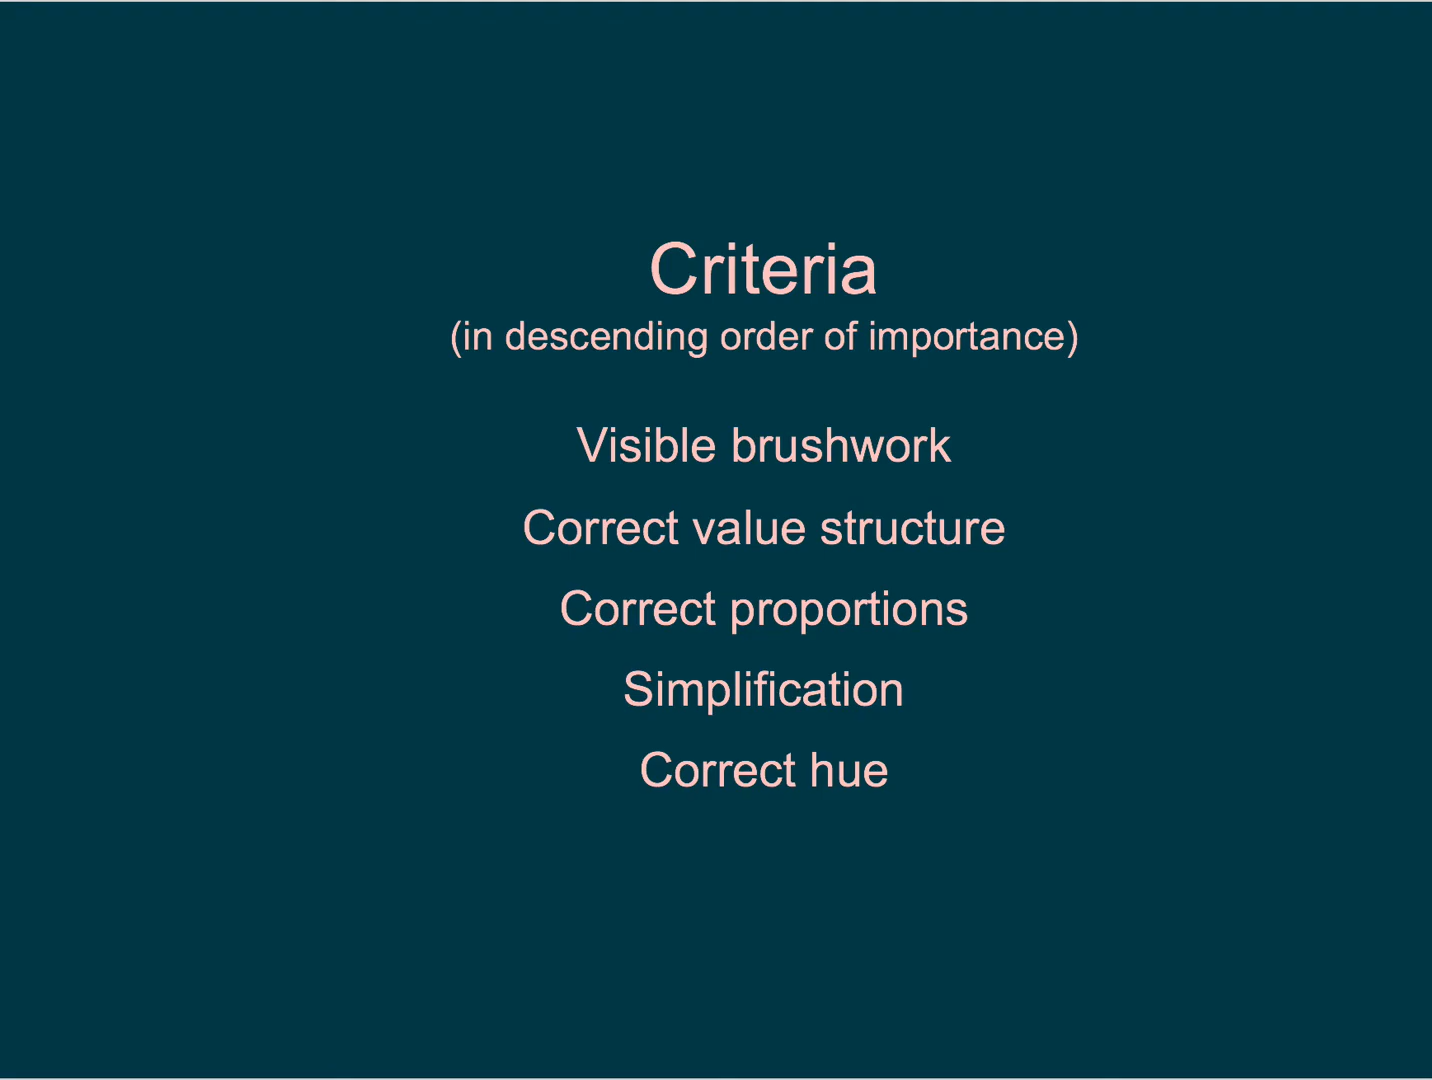 Criteria
(in descending order of importance)
Visible brushwork
Correct value structure
Correct proportions
Simplification
Correct hue